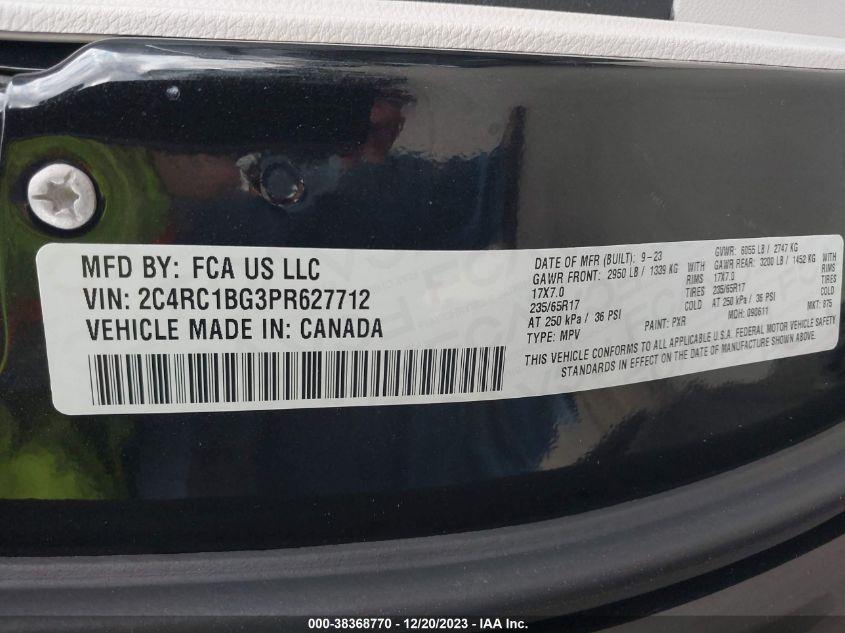 MFD BY: FCA US LLC
VIN: 2C4RC1BG3PR627712
VEHICLE MADE IN: CANADA
DATE OF MFR (BUILT): 9-23 GVWR: 6055 LB / 2747 KG
GAWR FRONT: 2950 LB / 1339 KG WITH GAWR REAR: 3200 LB / 1452 KG WITH
17X7.0 RIMS 17X7.0 RIMS
235/65R17 TIRES 235/65R17 TIRES
AT 250 kPa / 36 PSI COLD AT 250 kPa / 36 PSI COLD
TYPE: MPV PAINT: PXR MDH: 090611 MKT: 875
THIS VEHICLE CONFORMS TO ALL APPLICABLE U.S.A. FEDERAL MOTOR VEHICLE SAFETY
STANDARDS IN EFFECT ON THE DATE OF MANUFACTURE SHOWN ABOVE.
000-38368770 - 12/20/2023 - IAA Inc.